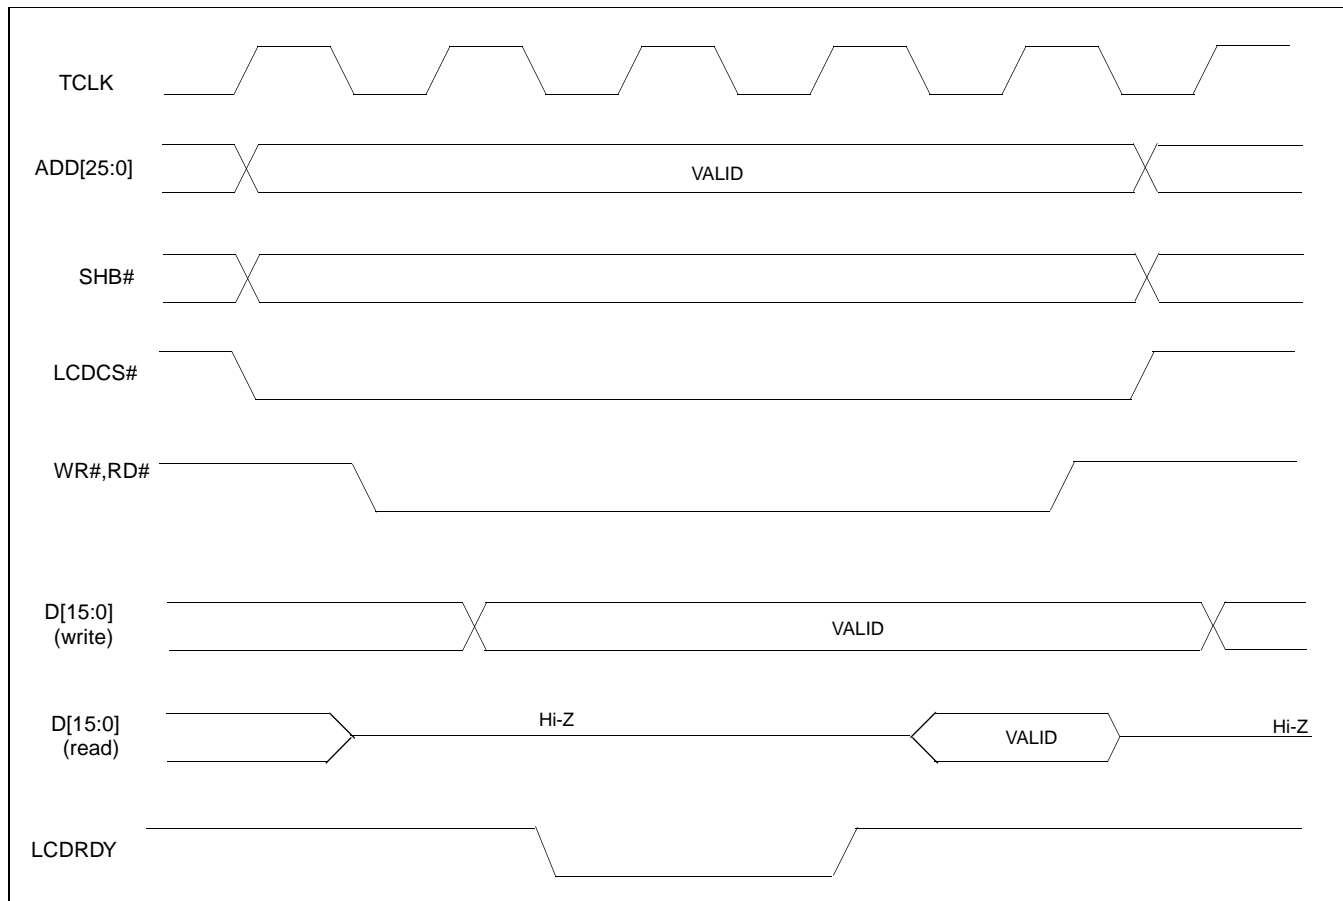 TCLK
ADD[25:0]
VALID
SHB#
LCDCS#
WR#,RD#
D[15:0]
(write)
VALID
D[15:0]
(read)
Hi-Z
VALID
Hi-Z
LCDRDY